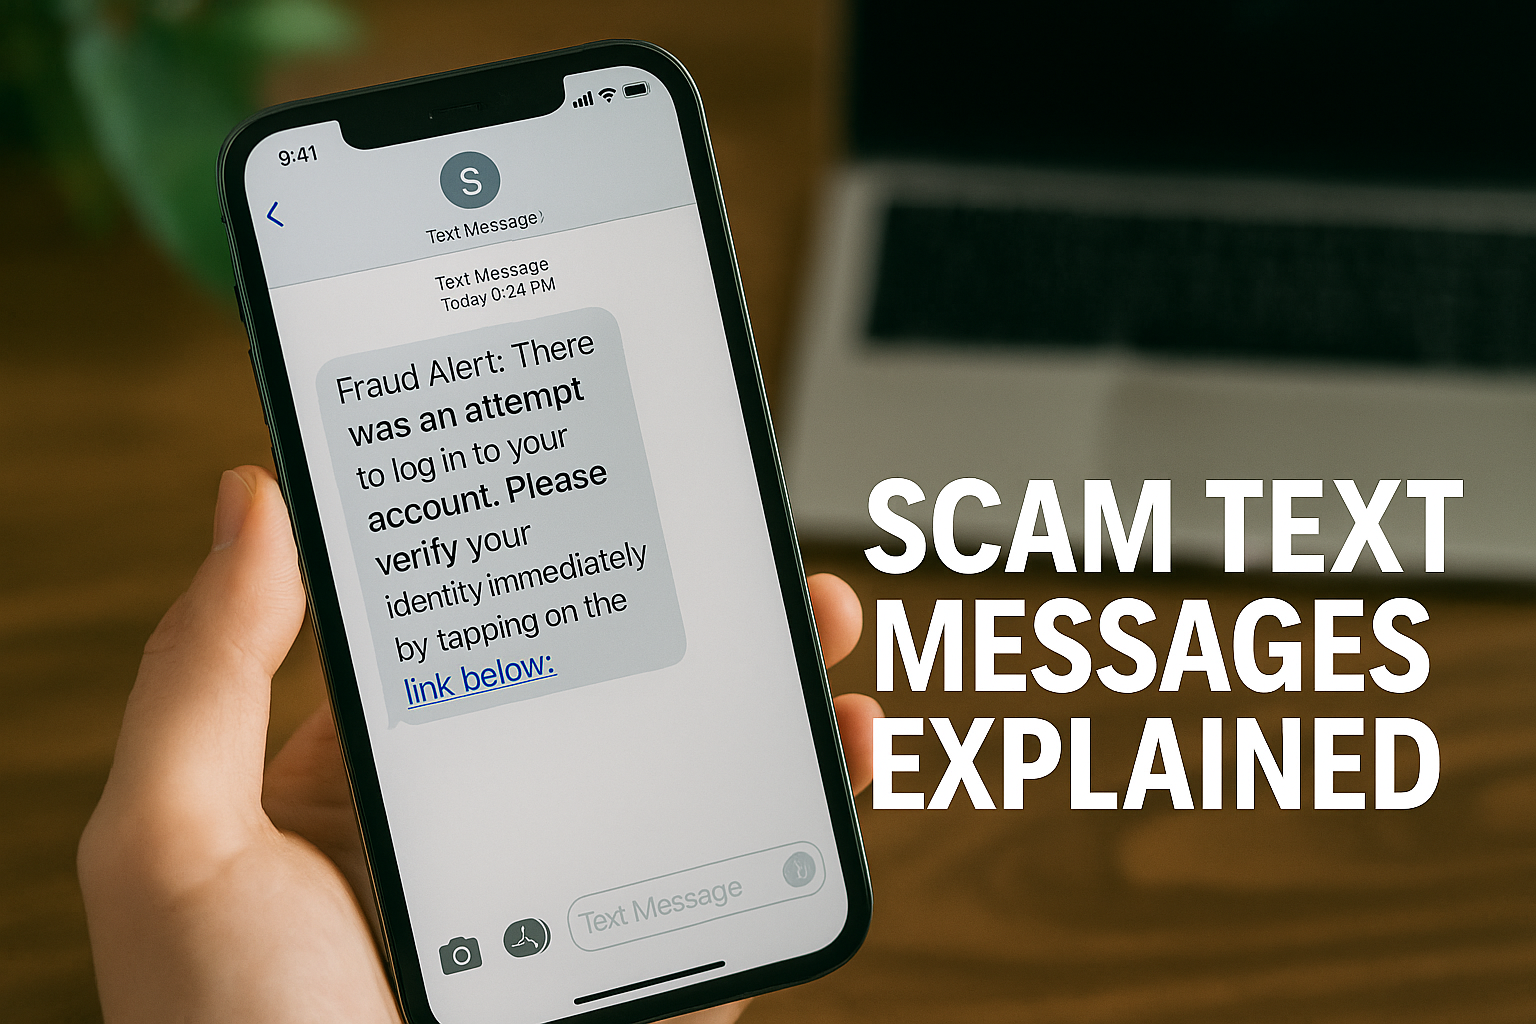 9:41
S
Text Message
Text Message
Today 0:24 PM
Fraud Alert: There
was an attempt
to log in to your
account. Please
verify your
identity immediately
by tapping on the
link below:
Text Message
SCAM TEXT
MESSAGES
EXPLAINED